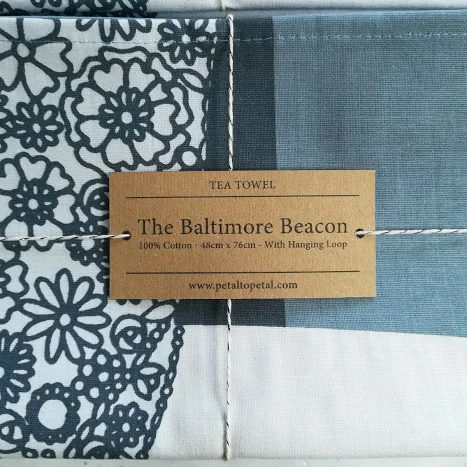 TEA TOWEL
The Baltimore Beacon
100% Cotton - 48cm x 76cm - With Hanging Loop
www.petaltopetal.com